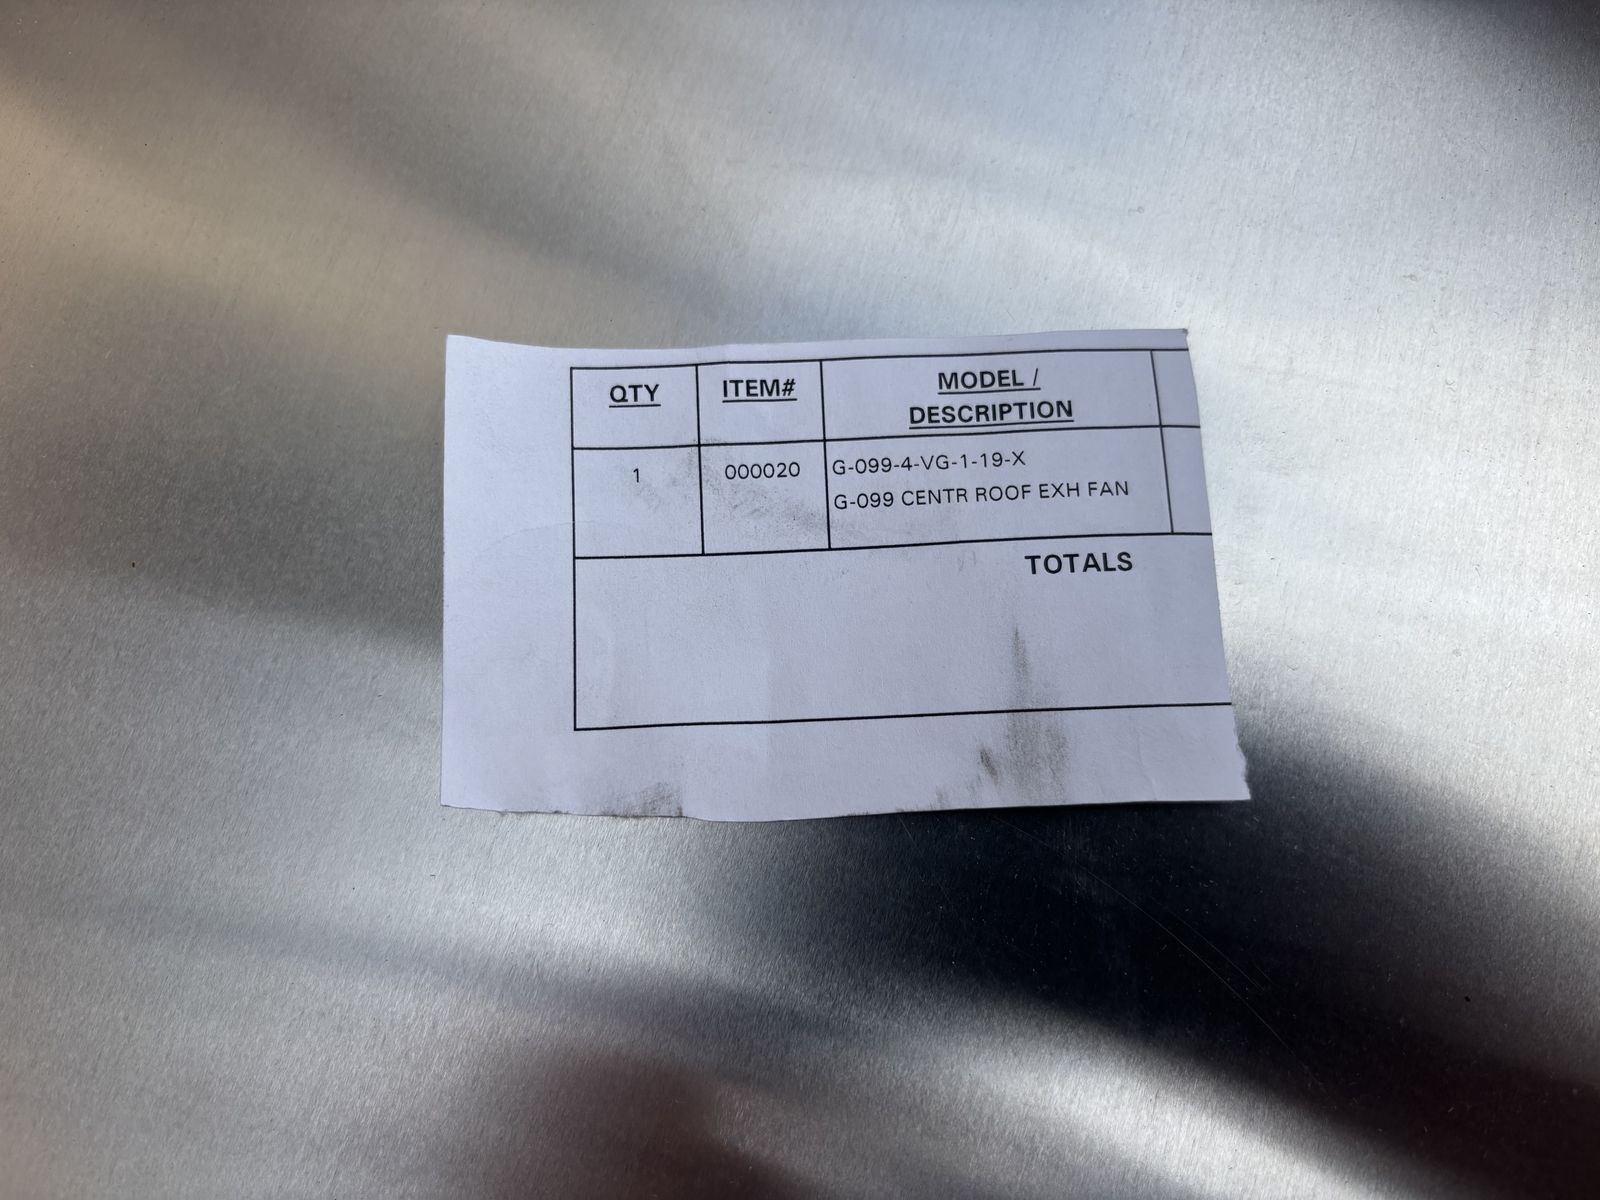 QTY ITEM# MODEL /
DESCRIPTION
1 000020 G-099-4-VG-1-19-X
G-099 CENTR ROOF EXH FAN
TOTALS